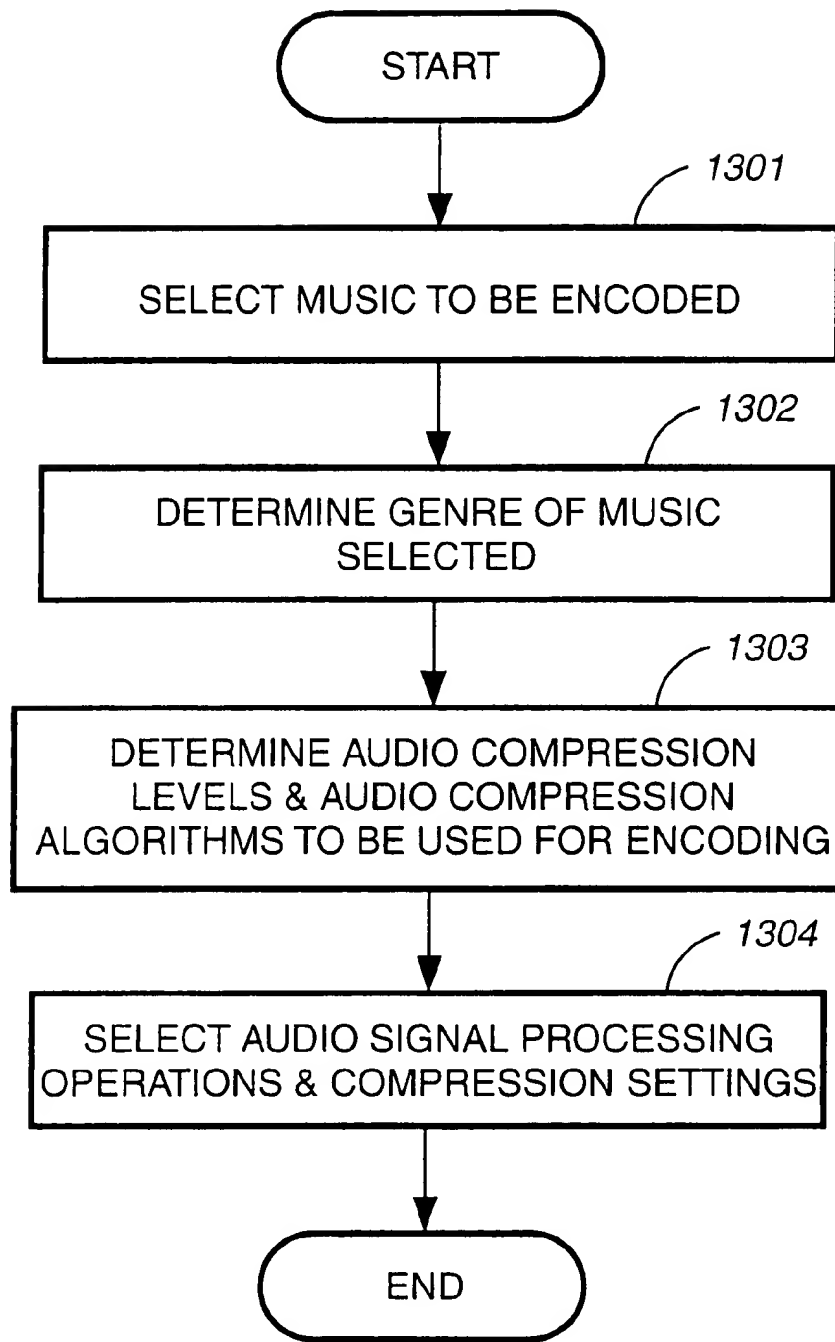 START
1301
SELECT MUSIC TO BE ENCODED
1302
DETERMINE GENRE OF MUSIC
SELECTED
1303
DETERMINE AUDIO COMPRESSION
LEVELS & AUDIO COMPRESSION
ALGORITHMS TO BE USED FOR ENCODING
1304
SELECT AUDIO SIGNAL PROCESSING
OPERATIONS & COMPRESSION SETTINGS
END